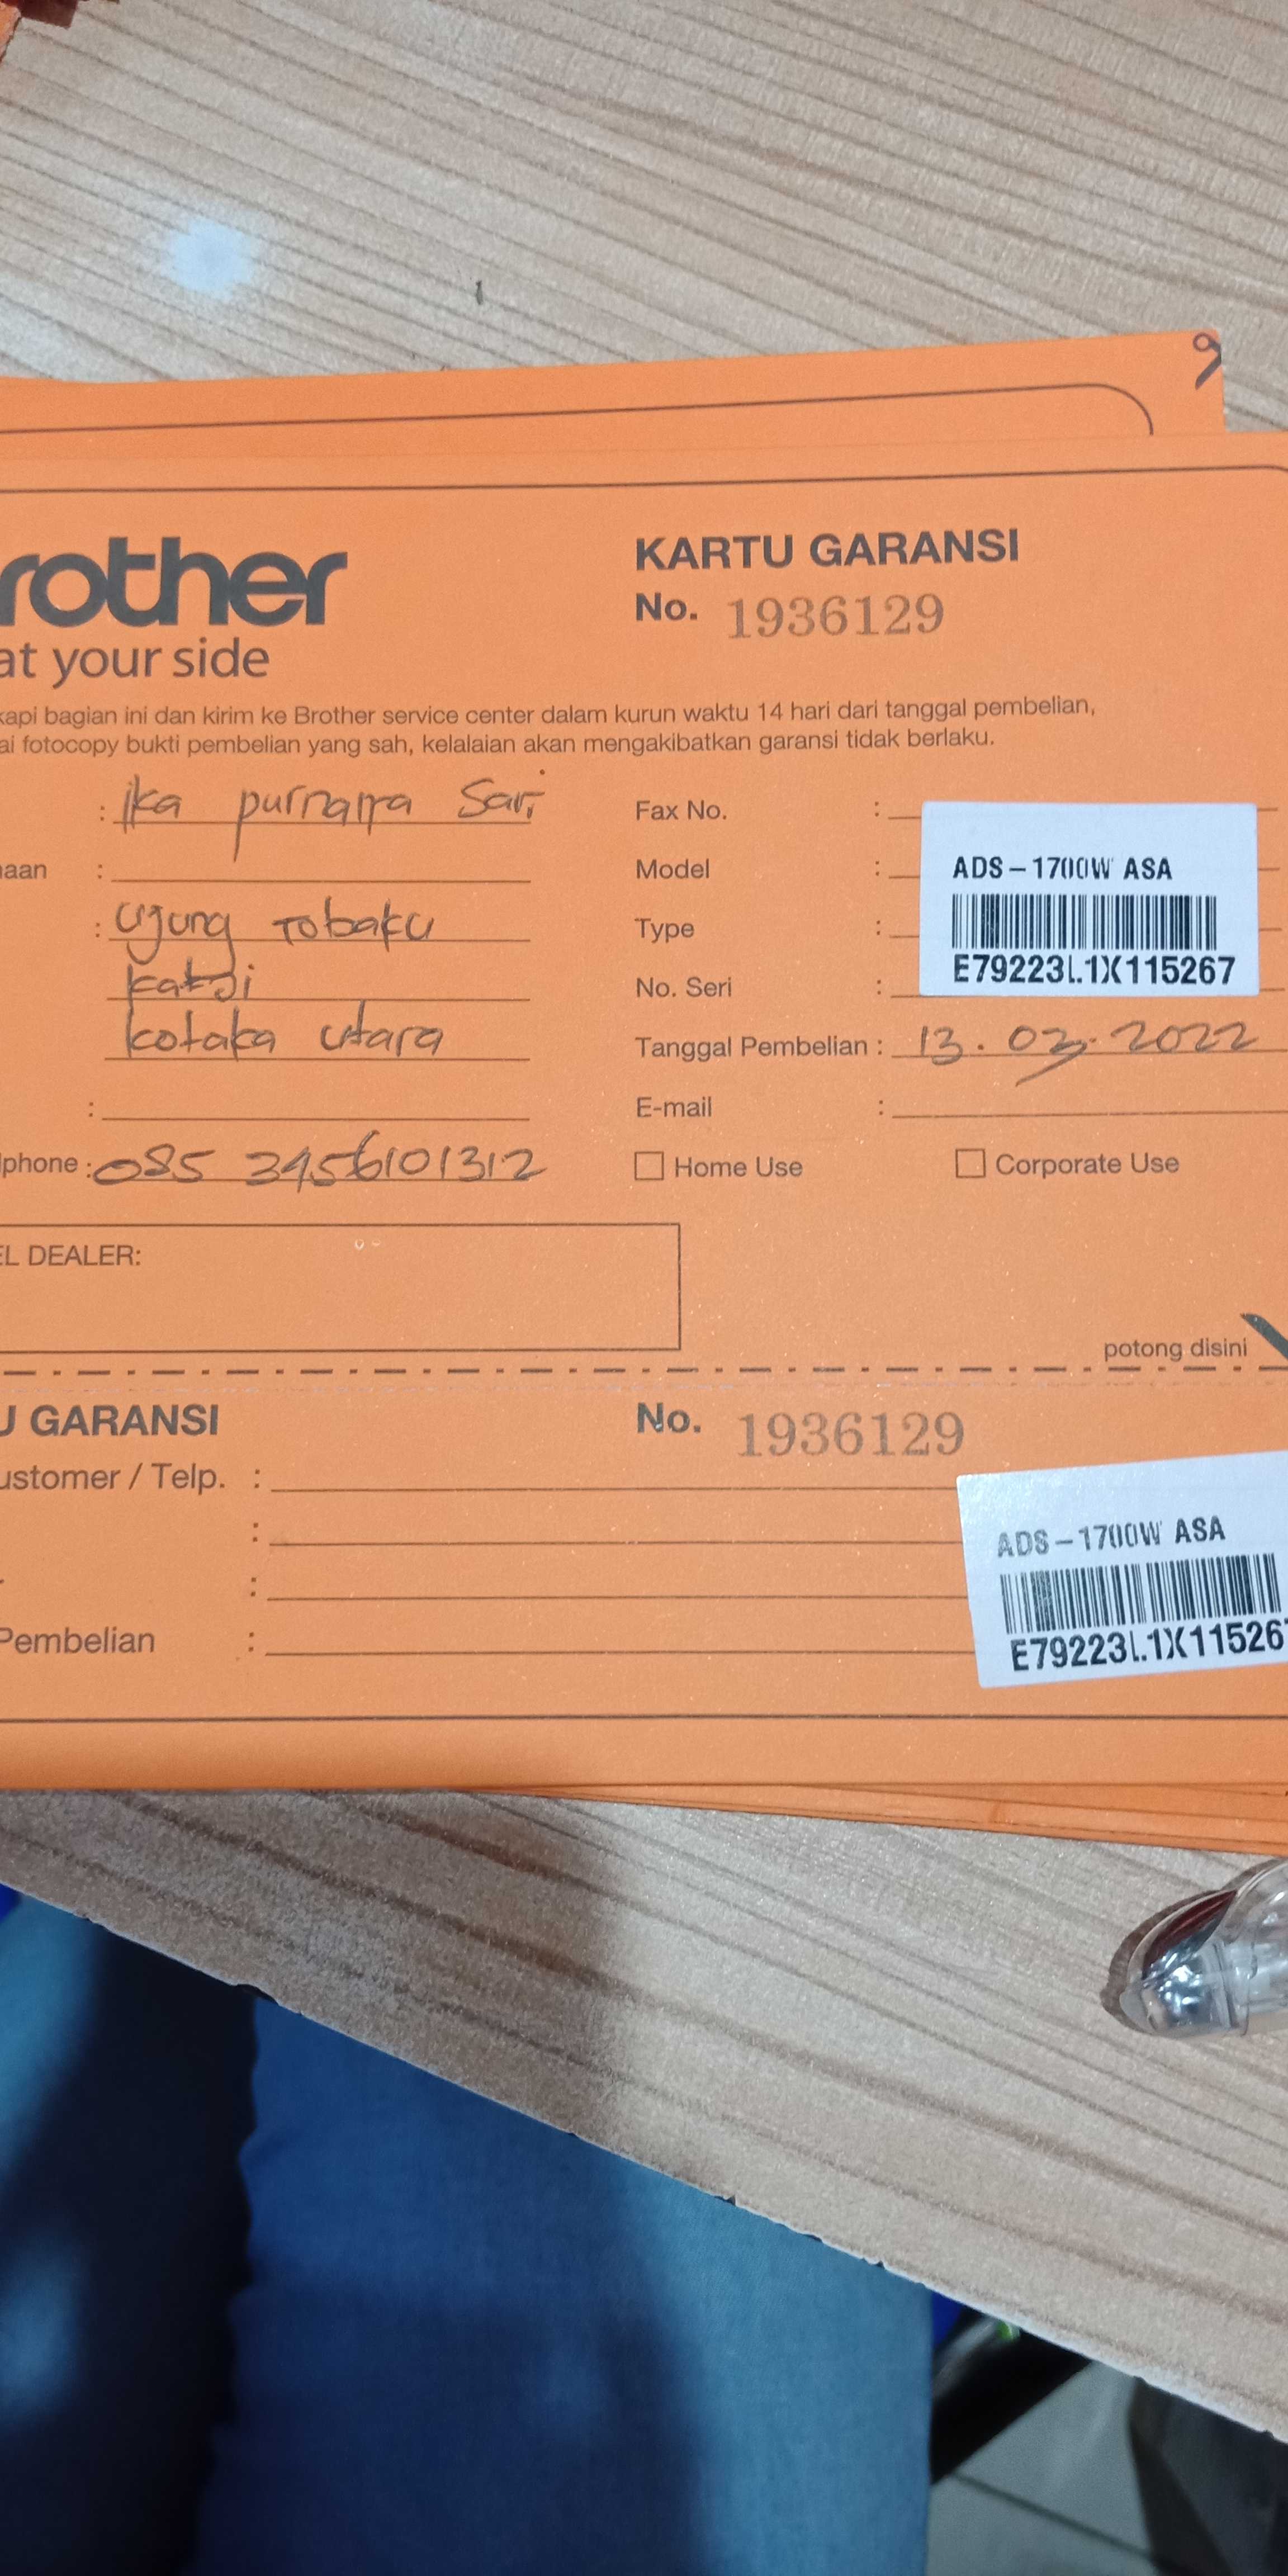 rother
at your side
KARTU GARANSI
No. 1936129
kapi bagian ini dan kirim ke Brother service center dalam kurun waktu 14 hari dari tanggal pembelian,
ai fotocopy bukti pembelian yang sah, kelalaian akan mengakibatkan garansi tidak berlaku.
: ika purnama Sari
naan :
: Ujung Tobaku
Katoi
kolaka utara
:
lphone : 085 3456101312
Fax No. :
Model :
Type :
No. Seri :
ADS-1700W ASA
E79223L1X115267
Tanggal Pembelian : 13.03.2022
E-mail :
Home Use Corporate Use
EL DEALER:
potong disini
U GARANSI No. 1936129
ustomer / Telp. :
:
:
Pembelian :
ADS-1700W ASA
E79223L1X115267